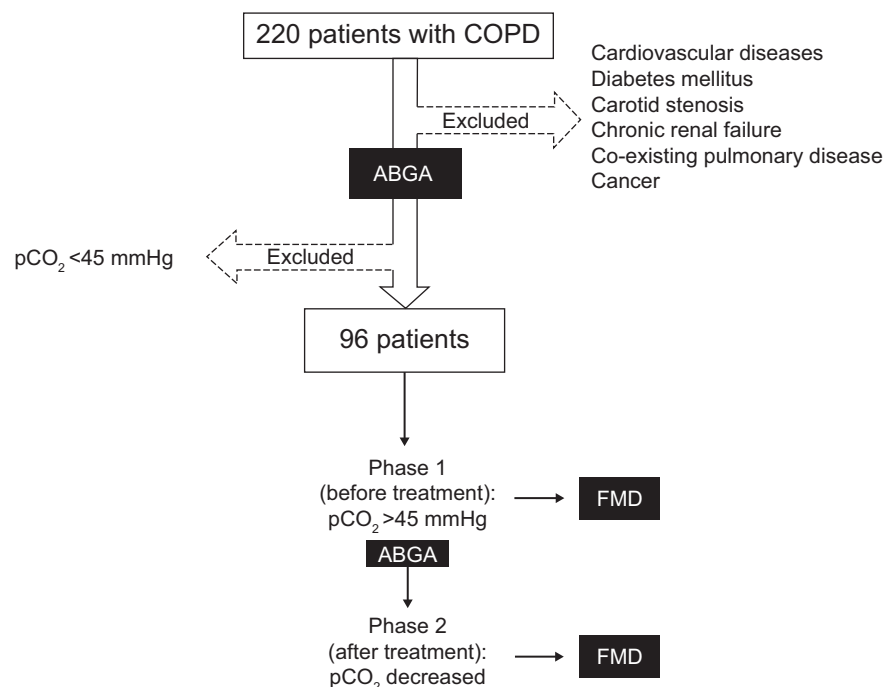 220 patients with COPD
Cardiovascular diseases
Diabetes mellitus
Carotid stenosis
Chronic renal failure
Co-existing pulmonary disease
Cancer
Excluded
ABGA
pCO₂ <45 mmHg
Excluded
96 patients
Phase 1
(before treatment):
pCO₂ >45 mmHg
FMD
ABGA
Phase 2
(after treatment):
pCO₂ decreased
FMD